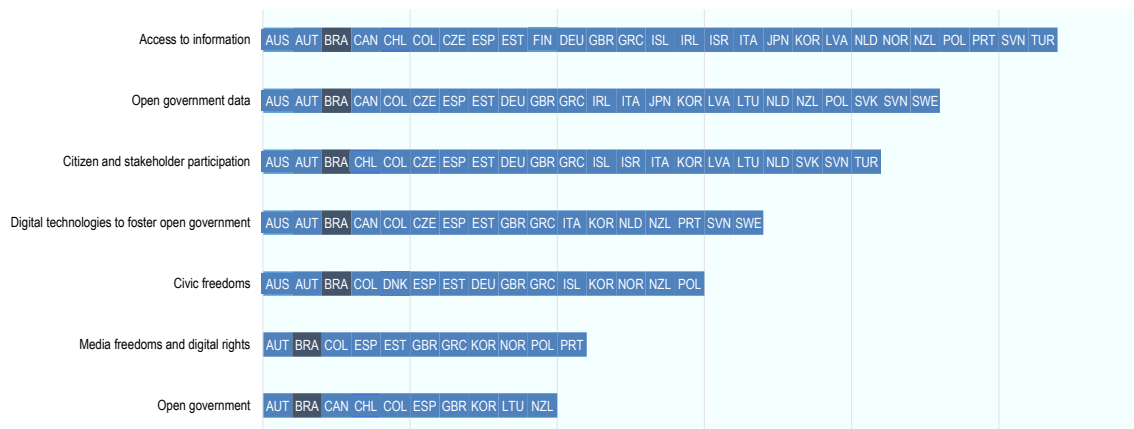 Access to information AUS AUT BRA CAN CHL COL CZE ESP EST FIN DEU GBR GRC ISL IRL ISR ITA JPN KOR LVA NLD NOR NZL POL PRT SVN TUR
Open government data AUS AUT BRA CAN COL CZE ESP EST DEU GBR GRC IRL ITA JPN KOR LVA LTU NLD NZL POL SVK SVN SWE
Citizen and stakeholder participation AUS AUT BRA CHL COL CZE ESP EST DEU GBR GRC ISL ISR ITA KOR LVA LTU NLD SVK SVN TUR
Digital technologies to foster open government AUS AUT BRA CAN COL CZE ESP EST GBR GRC ITA KOR NLD NZL PRT SVN SWE
Civic freedoms AUS AUT BRA COL DNK ESP EST DEU GBR GRC ISL KOR NOR NZL POL
Media freedoms and digital rights AUT BRA COL ESP EST GBR GRC KOR NOR POL PRT
Open government AUT BRA CAN CHL COL ESP GBR KOR LTU NZL